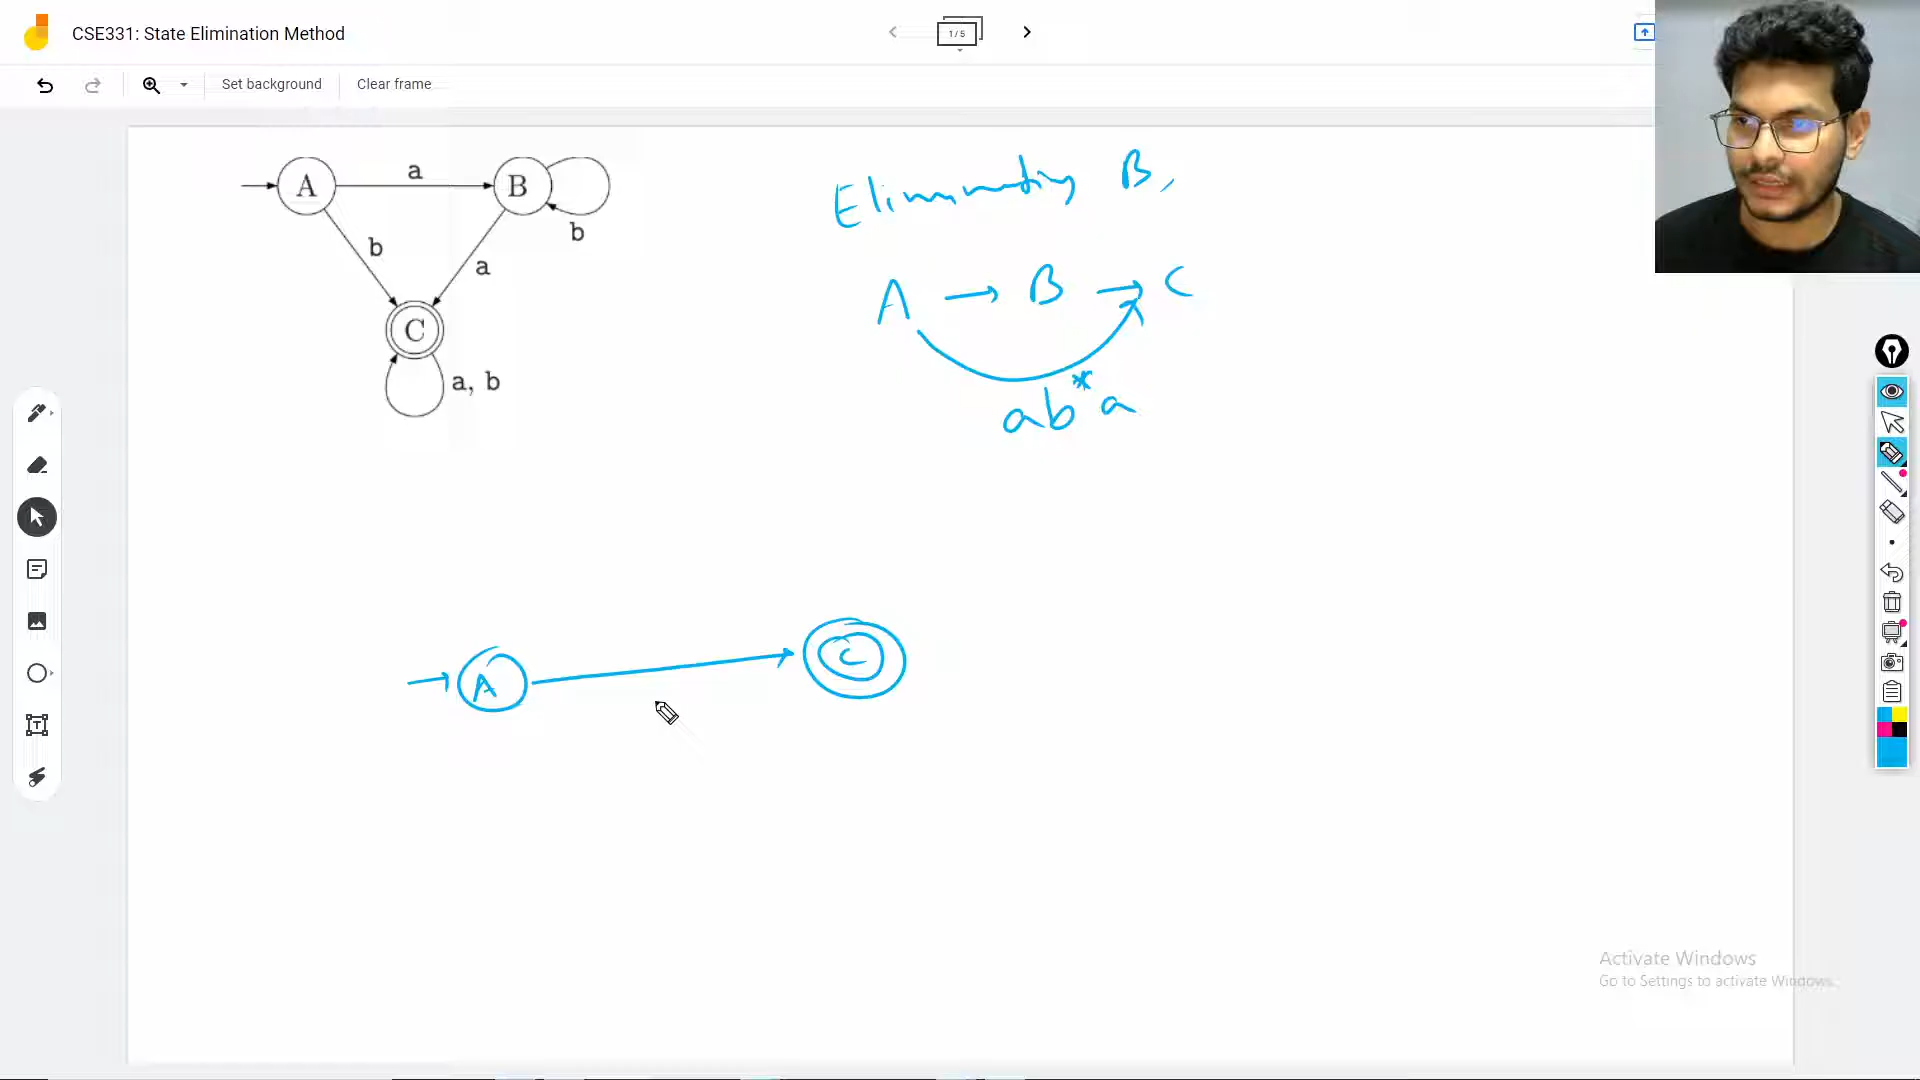 CSE331: State Elimination Method
1 / 5
Set background
Clear frame
A
a
B
b
b
a
C
a, b
Eliminating B,
A → B → C
ab*a
A
C
T
Activate Windows
Go to Settings to activate Windows.